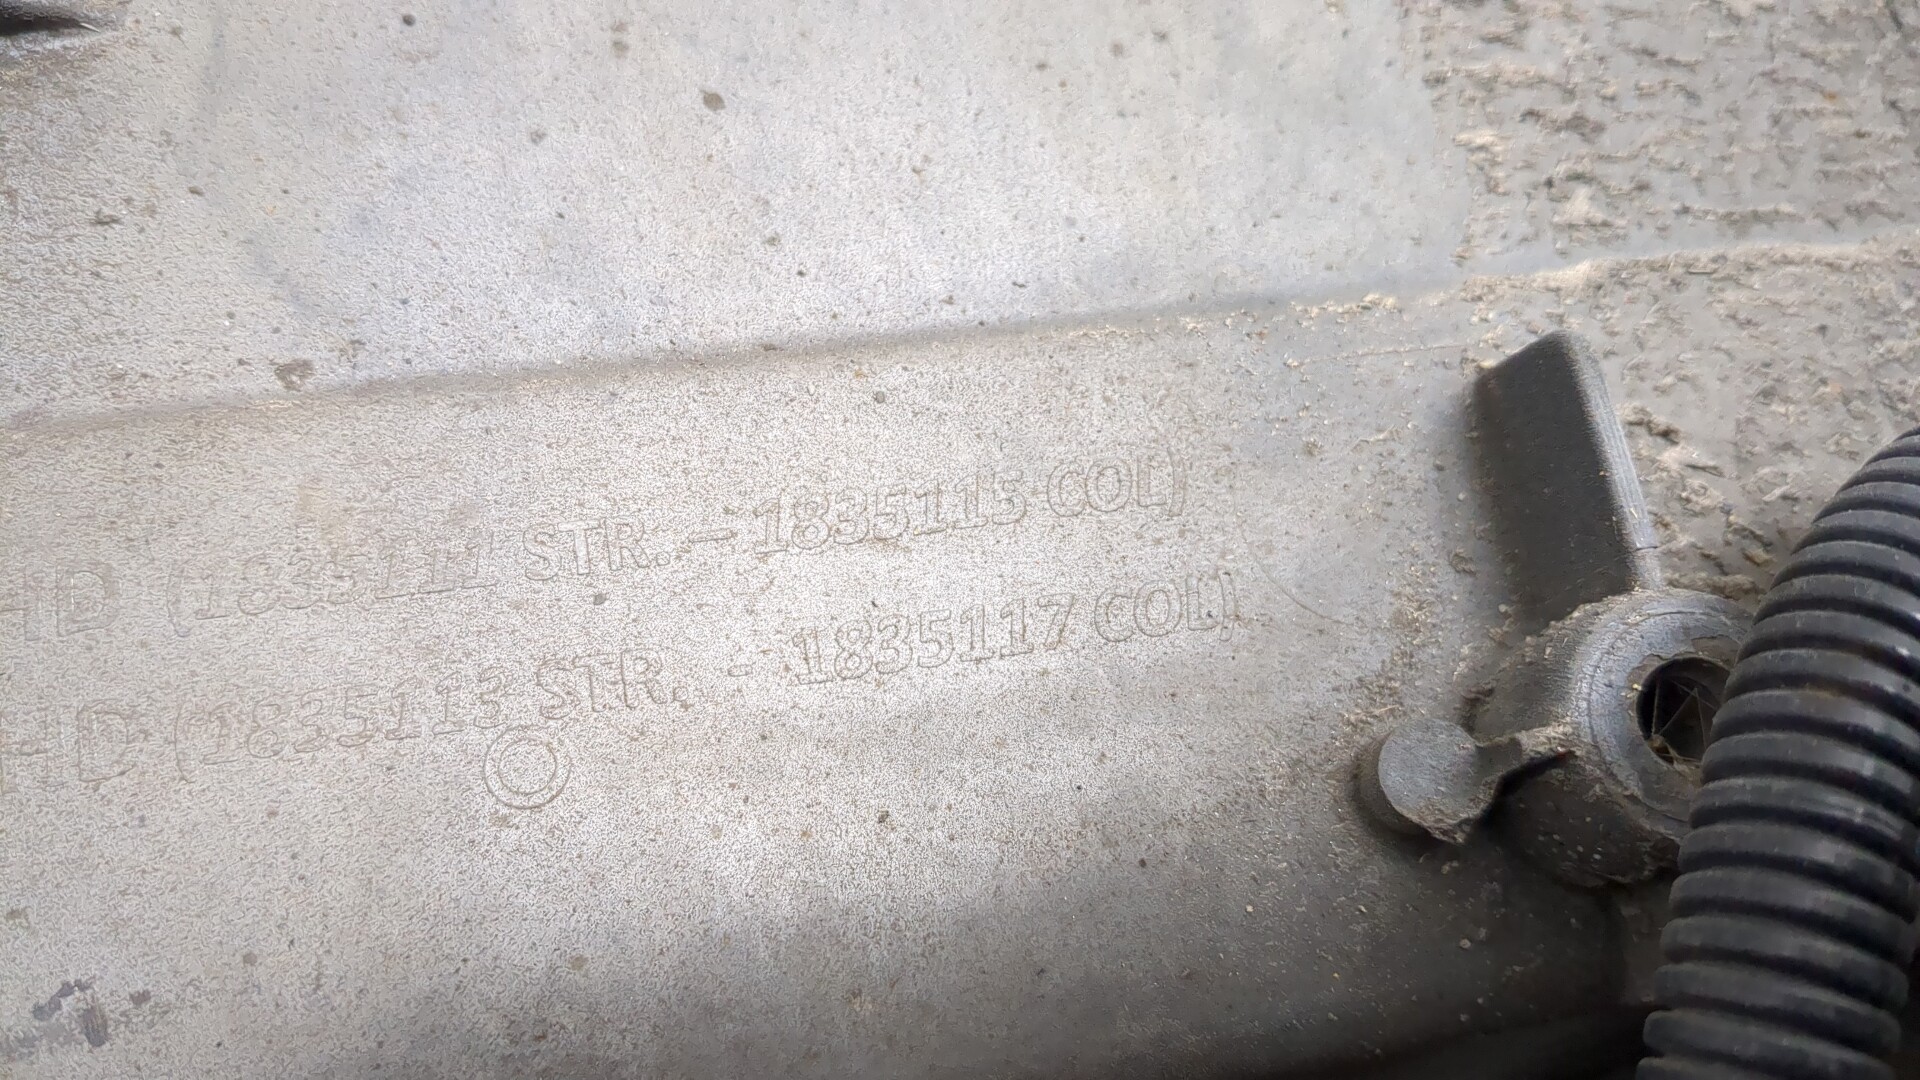 HD (1835111 STR. - 1835115 COL)
HD (1835113 STR. - 1835117 COL)